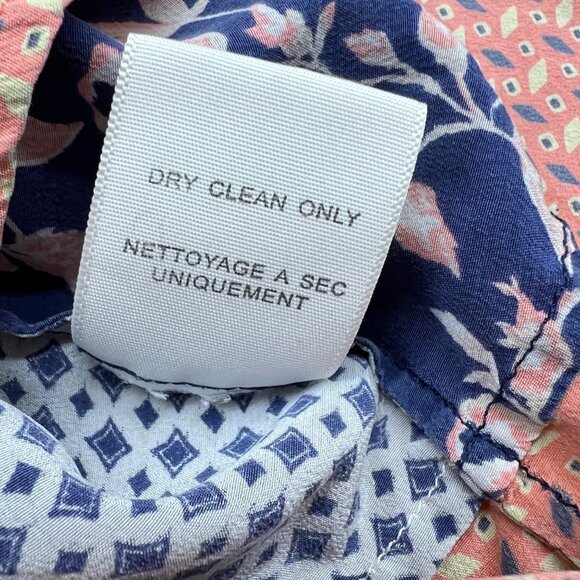 DRY CLEAN ONLY
NETTOYAGE A SEC
UNIQUEMENT